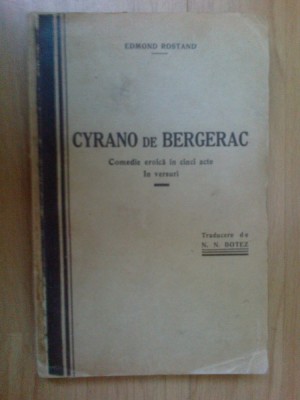 EDMOND ROSTAND
CYRANO DE BERGERAC
Comedie eroică în cinci acte
în versuri
Traducere de
N. N. BOTEZ